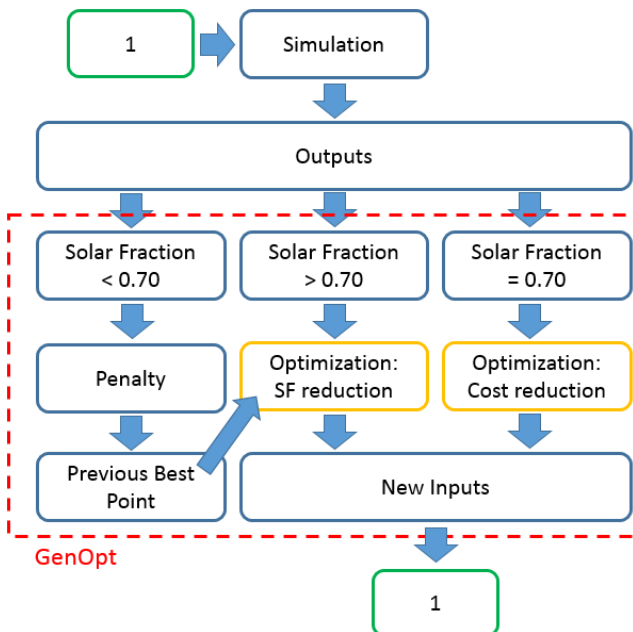 1
Simulation
Outputs
Solar Fraction
< 0.70
Solar Fraction
> 0.70
Solar Fraction
= 0.70
Penalty
Optimization:
SF reduction
Optimization:
Cost reduction
Previous Best
Point
New Inputs
GenOpt
1